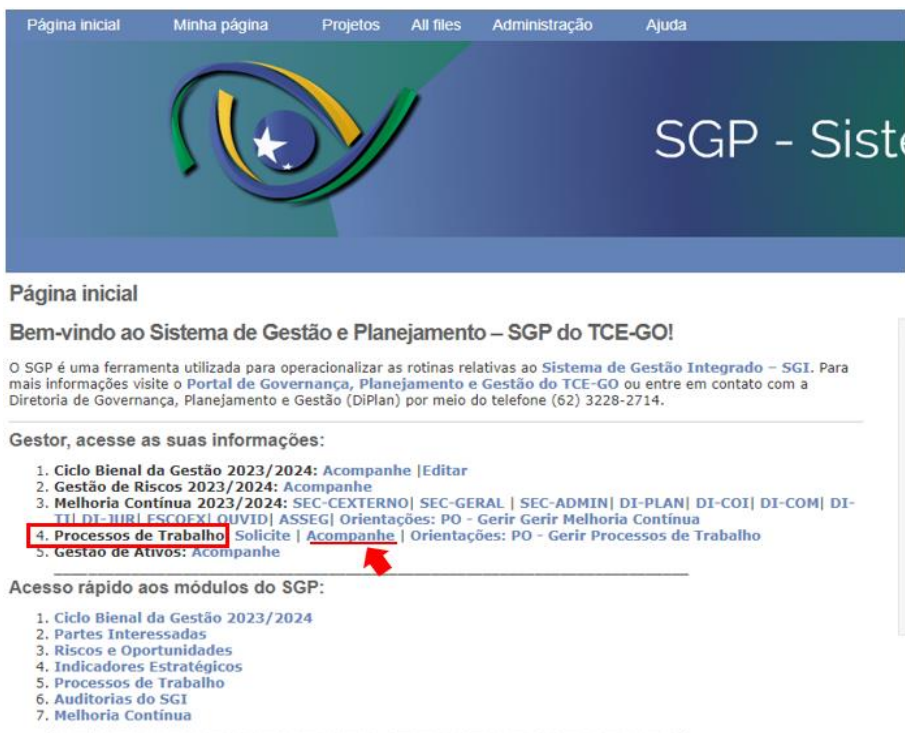 Página inicial Minha página Projetos All files Administração Ajuda
SGP - Siste
Página inicial
Bem-vindo ao Sistema de Gestão e Planejamento – SGP do TCE-GO!
O SGP é uma ferramenta utilizada para operacionalizar as rotinas relativas ao Sistema de Gestão Integrado – SGI. Para
mais informações visite o Portal de Governança, Planejamento e Gestão do TCE-GO ou entre em contato com a
Diretoria de Governança, Planejamento e Gestão (DiPlan) por meio do telefone (62) 3228-2714.
Gestor, acesse as suas informações:
1. Ciclo Bienal da Gestão 2023/2024: Acompanhe |Editar
2. Gestão de Riscos 2023/2024: Acompanhe
3. Melhoria Contínua 2023/2024: SEC-CEXTERNO| SEC-GERAL | SEC-ADMIN| DI-PLAN| DI-COI| DI-COM| DI-
TI| DI-JUR| ESCOEX| OUVID| ASSEG| Orientações: PO - Gerir Gerir Melhoria Contínua
4. Processos de Trabalho Solicite | Acompanhe | Orientações: PO - Gerir Processos de Trabalho
5. Gestão de Ativos: Acompanhe
Acesso rápido aos módulos do SGP:
1. Ciclo Bienal da Gestão 2023/2024
2. Partes Interessadas
3. Riscos e Oportunidades
4. Indicadores Estratégicos
5. Processos de Trabalho
6. Auditorias do SGI
7. Melhoria Contínua